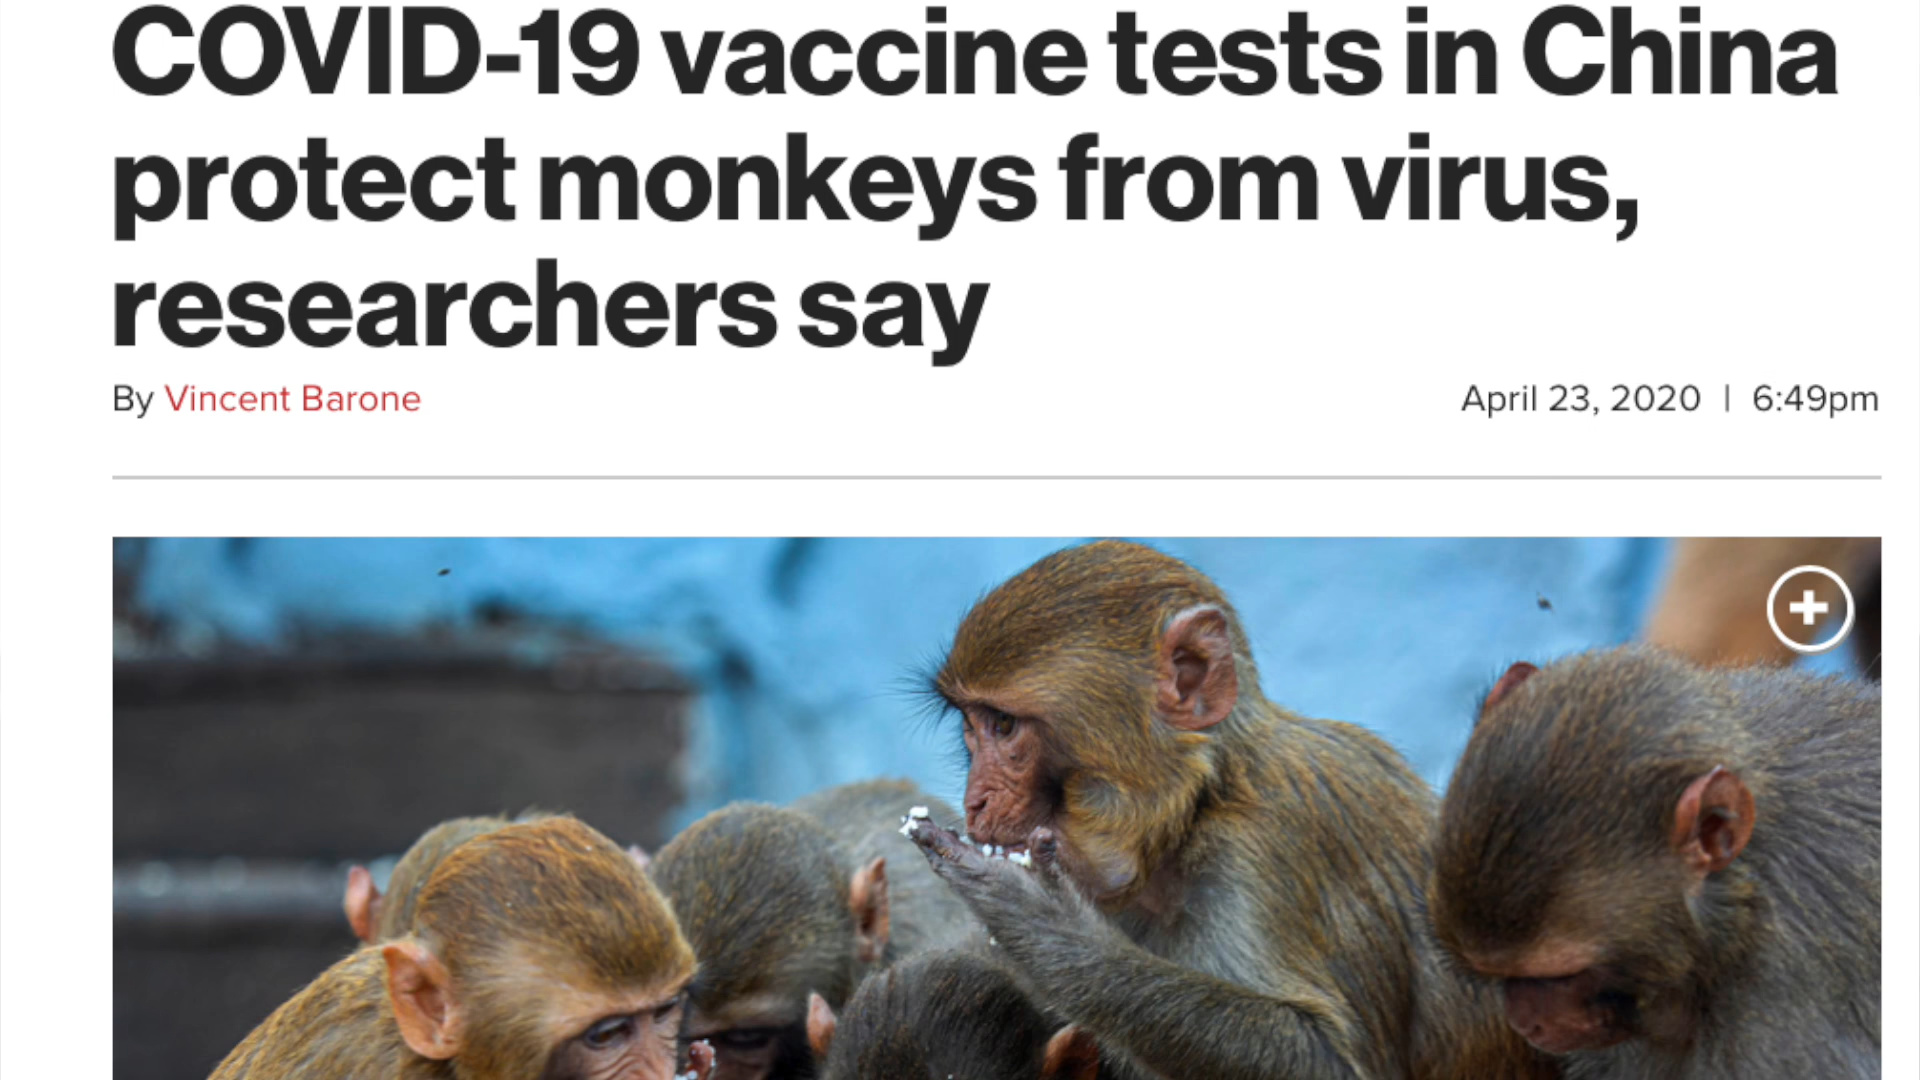 COVID-19 vaccine tests in China
protect monkeys from virus,
researchers say
By Vincent Barone
April 23, 2020 | 6:49pm